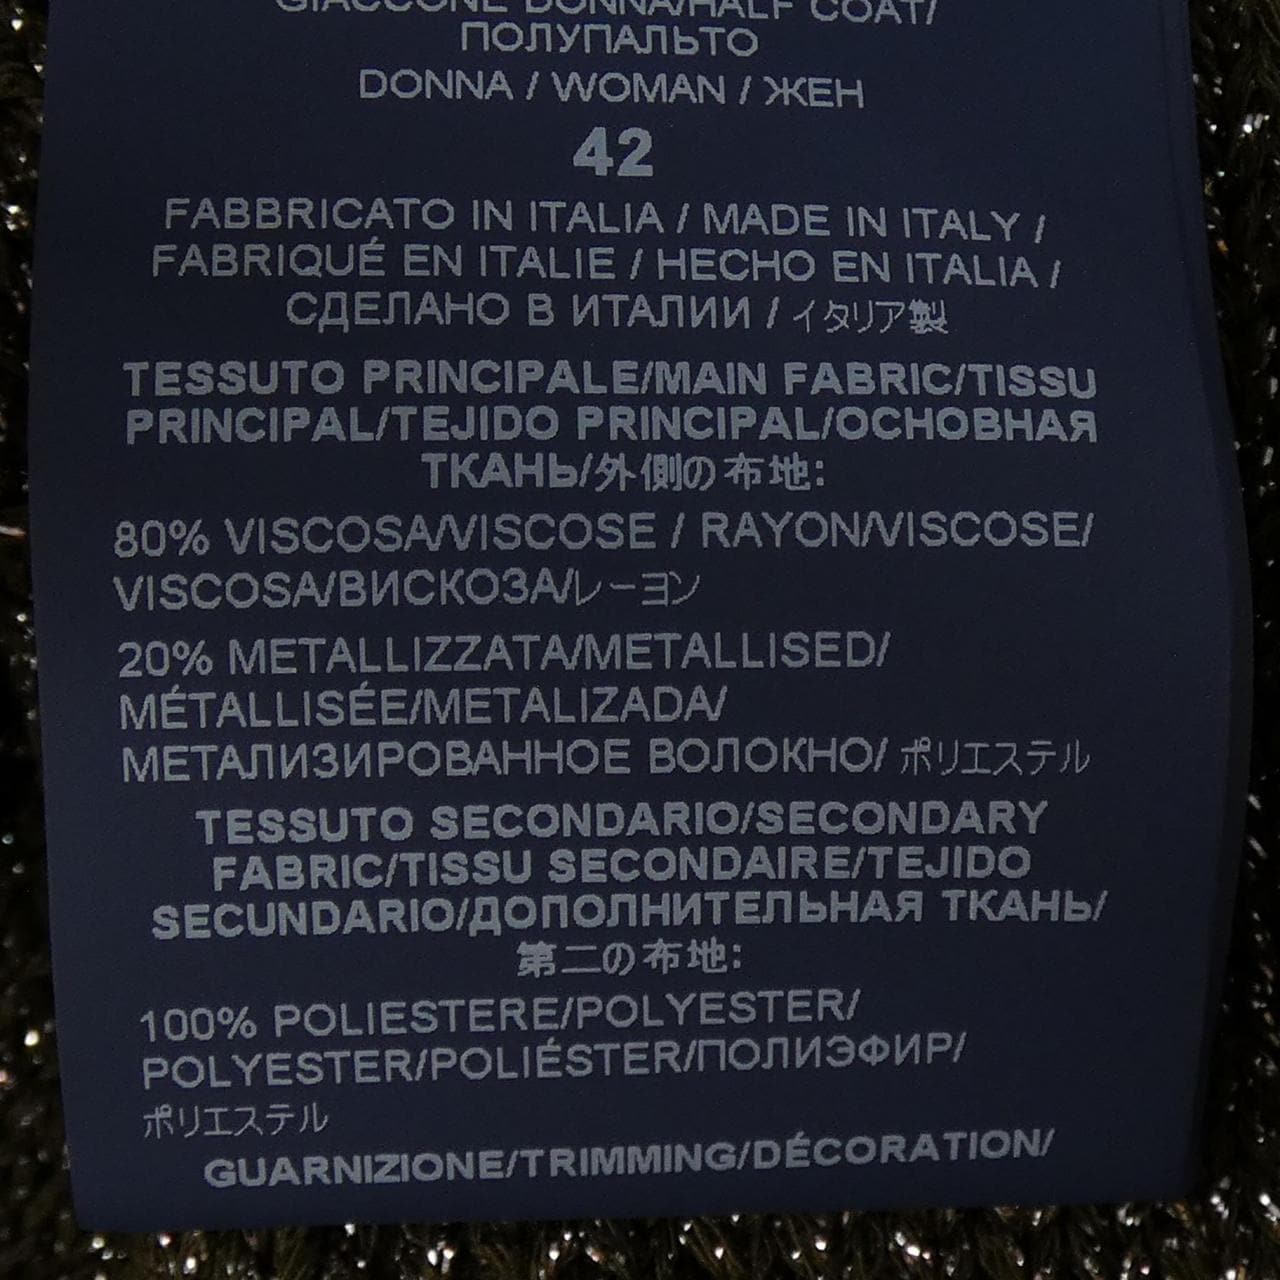 GIACCONE DONNA/HALF COAT/
ПОЛУПАЛЬТО
DONNA / WOMAN / ЖЕН
42
FABBRICATO IN ITALIA / MADE IN ITALY /
FABRIQUÉ EN ITALIE / HECHO EN ITALIA /
СДЕЛАНО В ИТАЛИИ / イタリア製
TESSUTO PRINCIPALE/MAIN FABRIC/TISSU
PRINCIPAL/TEJIDO PRINCIPAL/ОСНОВНАЯ
ТКАНЬ/外側の布地:
80% VISCOSA/VISCOSE / RAYON/VISCOSE/
VISCOSA/ВИСКОЗА/レーヨン
20% METALLIZZATA/METALLISED/
MÉTALLISÉE/METALIZADA/
МЕТАЛИЗИРОВАННОЕ ВОЛОКНО/ ポリエステル
TESSUTO SECONDARIO/SECONDARY
FABRIC/TISSU SECONDAIRE/TEJIDO
SECUNDARIO/ДОПОЛНИТЕЛЬНАЯ ТКАНЬ/
第二の布地:
100% POLIESTERE/POLYESTER/
POLYESTER/POLIÉSTER/ПОЛИЭФИР/
ポリエステル
GUARNIZIONE/TRIMMING/DÉCORATION/